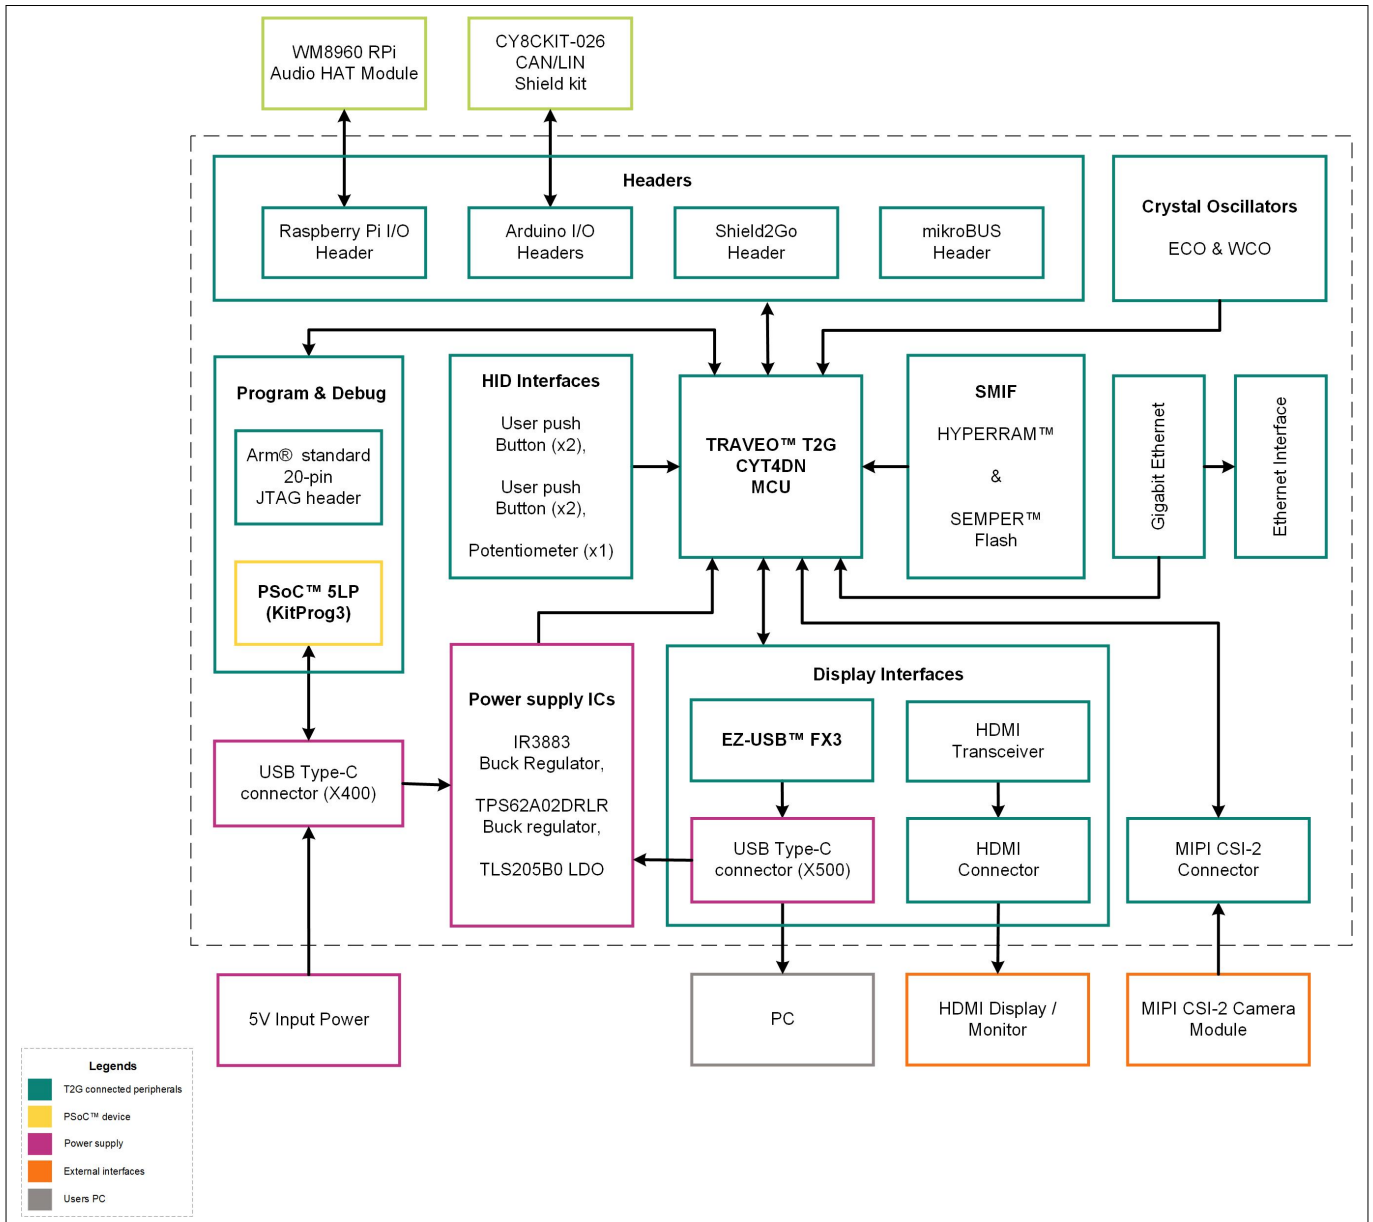 WM8960 RPi
Audio HAT Module
CY8CKIT-026
CAN/LIN
Shield kit
Headers
Raspberry Pi I/O
Header
Arduino I/O
Headers
Shield2Go
Header
mikroBUS
Header
Crystal Oscillators
ECO & WCO
Program & Debug
Arm® standard
20-pin
JTAG header
PSoC™ 5LP
(KitProg3)
HID Interfaces
User push
Button (x2),
User push
Button (x2),
Potentiometer (x1)
TRAVEO™ T2G
CYT4DN
MCU
SMIF
HYPERRAM™
&
SEMPER™
Flash
Gigabit Ethernet
Ethernet Interface
USB Type-C
connector (X400)
Power supply ICs
IR3883
Buck Regulator,
TPS62A02DRLR
Buck regulator,
TLS205B0 LDO
Display Interfaces
EZ-USB™ FX3
HDMI
Transceiver
USB Type-C
connector (X500)
HDMI
Connector
MIPI CSI-2
Connector
5V Input Power
PC
HDMI Display /
Monitor
MIPI CSI-2 Camera
Module
Legends
T2G connected peripherals
PSoC™ device
Power supply
External interfaces
Users PC